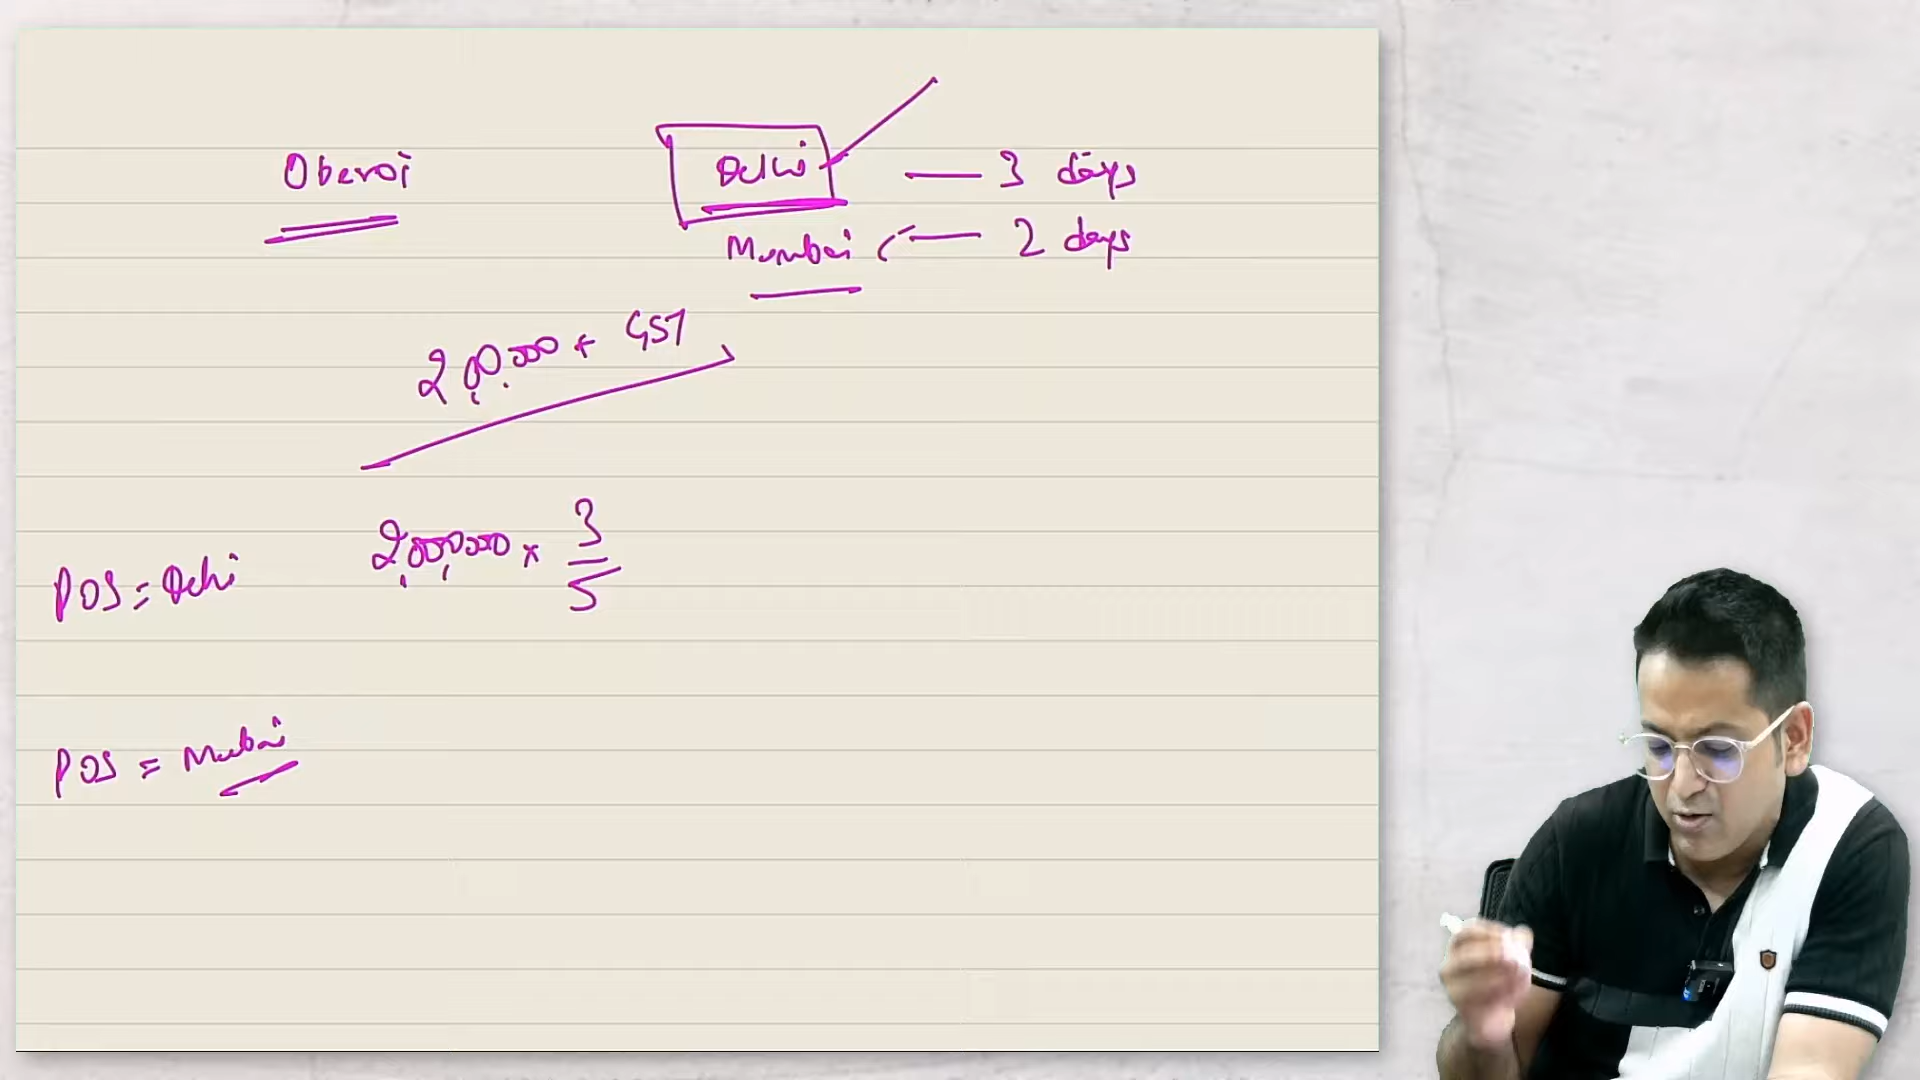 Oberoi
Delhi — 3 days
Mumbai — 2 days
2,00,000 + GST
POS = Delhi 2,00,000 × 3/5
POS = Mumbai